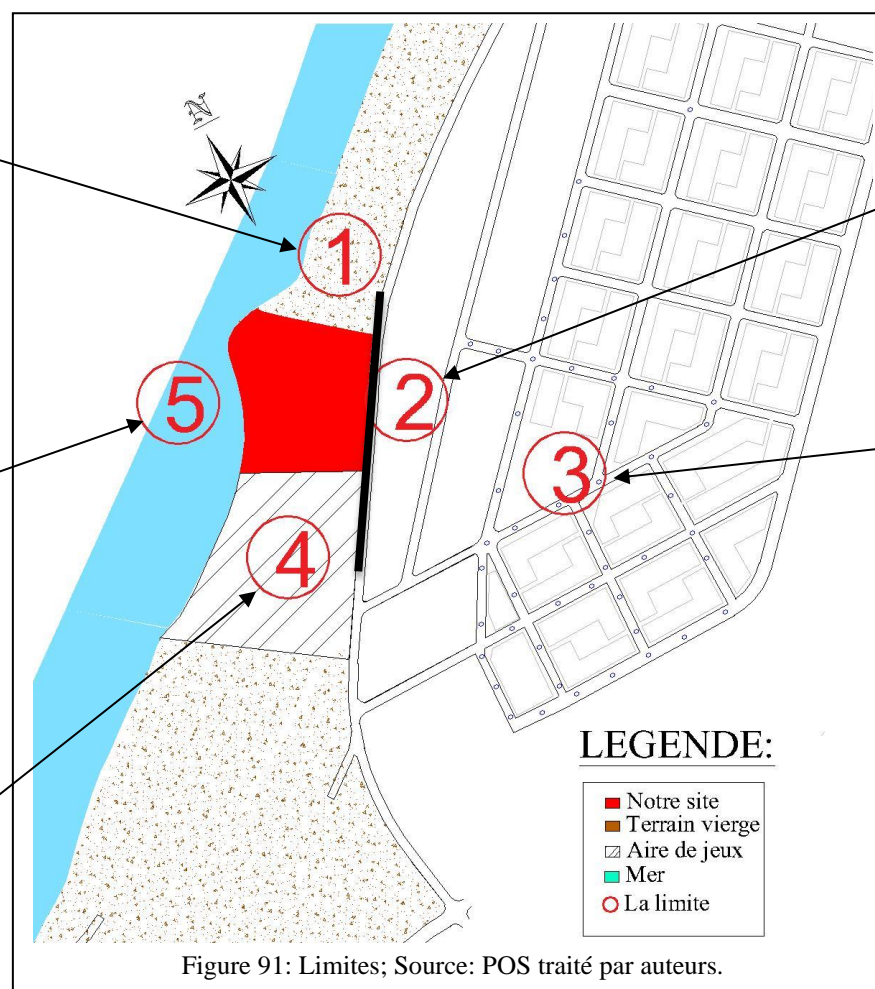 N
1
2
5
3
4
LEGENDE:
Notre site
Terrain vierge
Aire de jeux
Mer
La limite
Figure 91: Limites; Source: POS traité par auteurs.